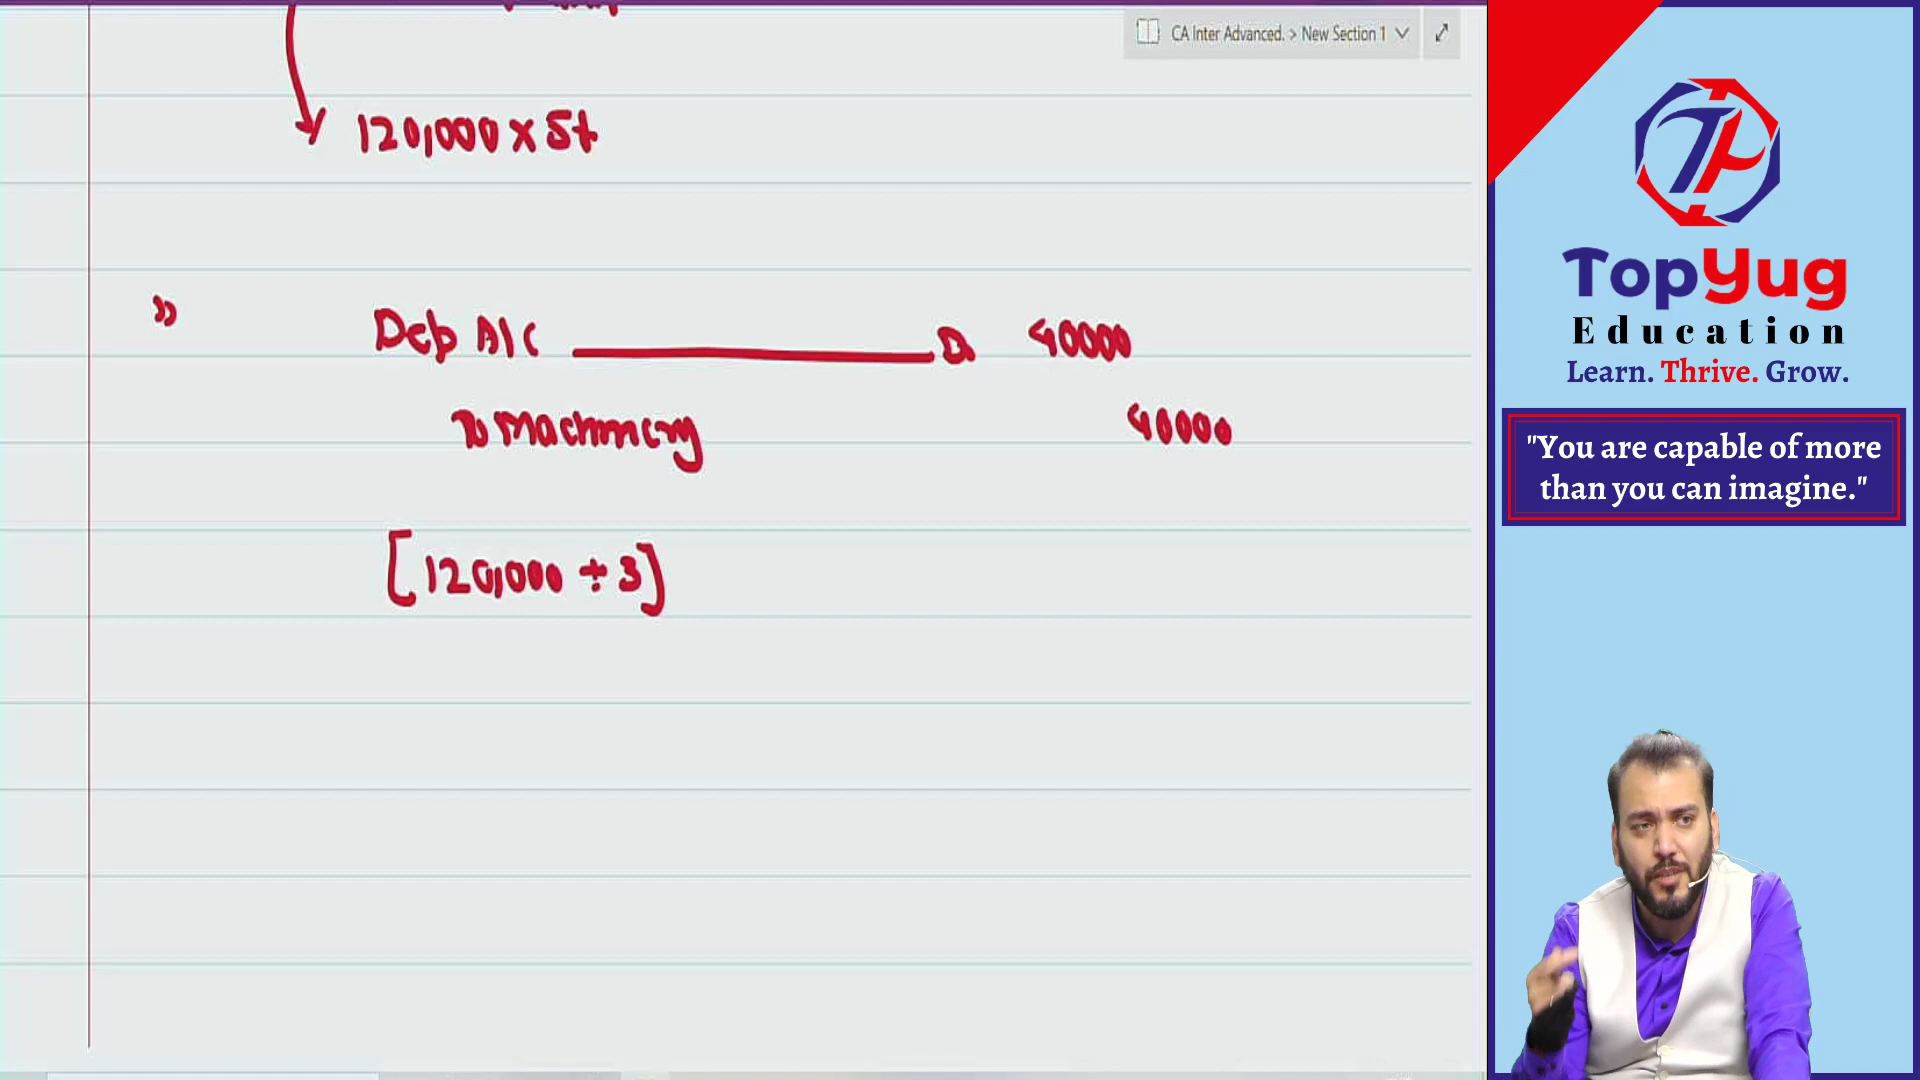 CA Inter Advanced. > New Section 1
120,000 x 5t
Dep A/C Dr 40000
To Machinery 40000
[120,000 ÷ 3]
TopYug
Education
Learn. Thrive. Grow.
"You are capable of more
than you can imagine."